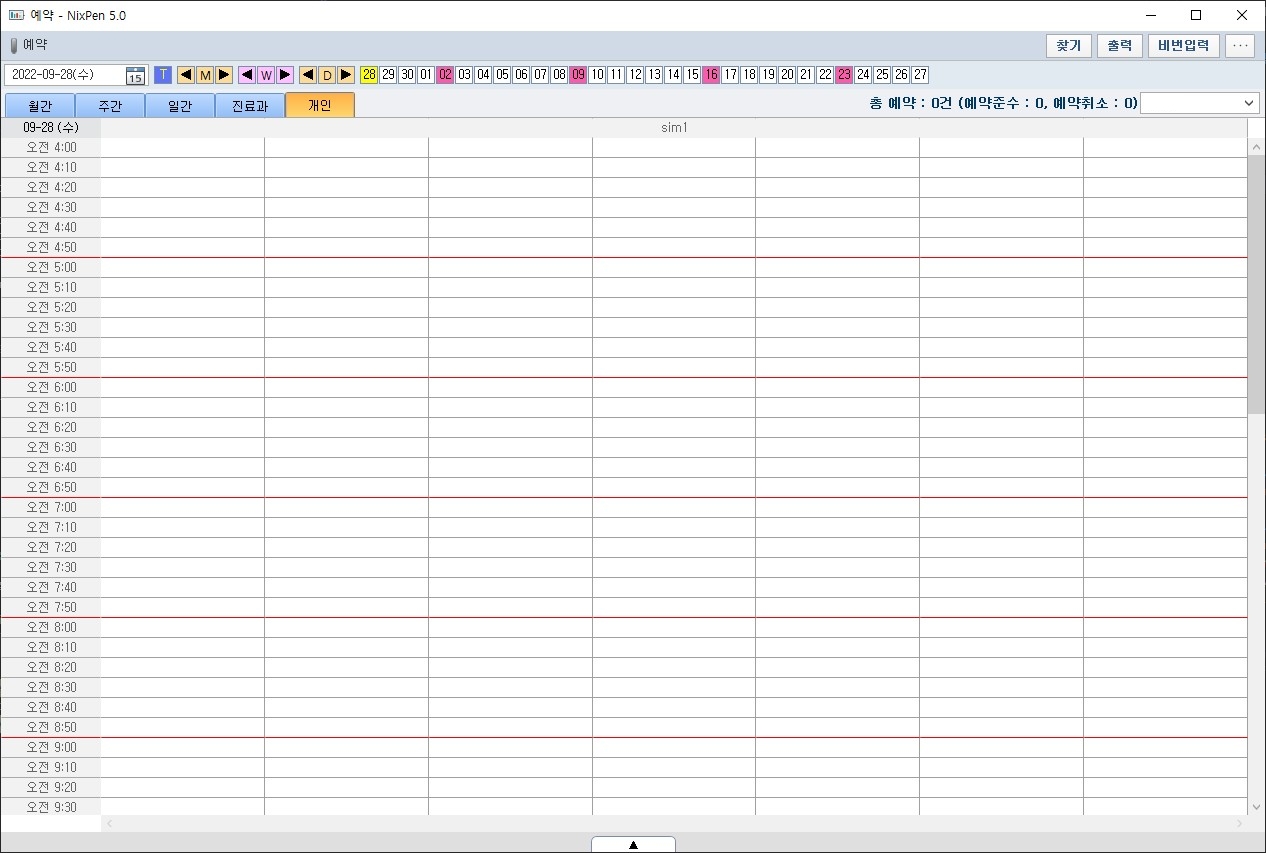 예약 - NixPen 5.0
예약
찾기 출력 비번입력 ...
2022-09-28(수) 15 T ◀ M ▶ ◀ W ▶ ◀ D ▶ 28 29 30 01 02 03 04 05 06 07 08 09 10 11 12 13 14 15 16 17 18 19 20 21 22 23 24 25 26 27
월간 주간 일간 진료과 개인 총 예약 : 0건 (예약준수 : 0, 예약취소 : 0)
09-28 (수) sim1
오전 4:00
오전 4:10
오전 4:20
오전 4:30
오전 4:40
오전 4:50
오전 5:00
오전 5:10
오전 5:20
오전 5:30
오전 5:40
오전 5:50
오전 6:00
오전 6:10
오전 6:20
오전 6:30
오전 6:40
오전 6:50
오전 7:00
오전 7:10
오전 7:20
오전 7:30
오전 7:40
오전 7:50
오전 8:00
오전 8:10
오전 8:20
오전 8:30
오전 8:40
오전 8:50
오전 9:00
오전 9:10
오전 9:20
오전 9:30